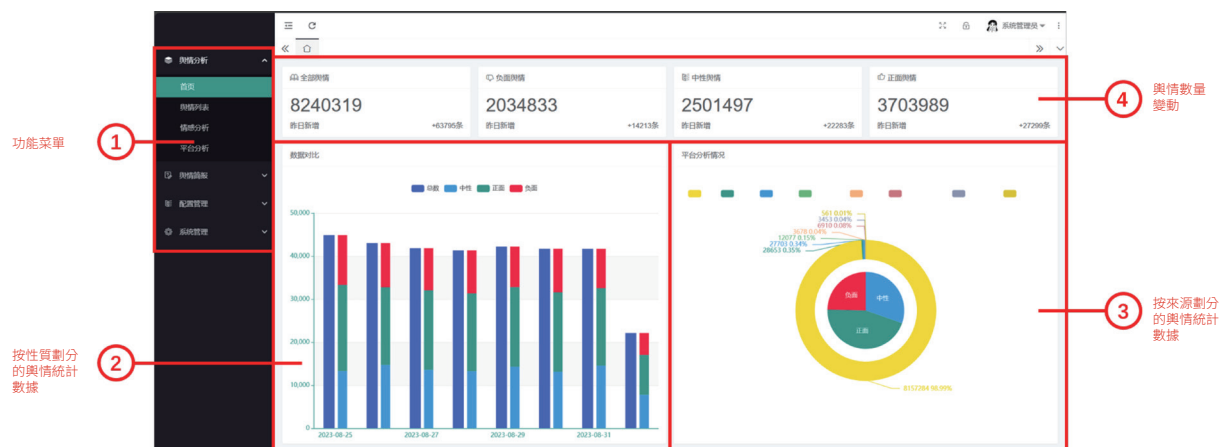 系统管理员
舆情分析
首页
舆情列表
情感分析
平台分析
舆情简报
配置管理
系统管理
功能菜單
1
全部舆情
8240319
昨日新增 +63795条
负面舆情
2034833
昨日新增 +14213条
中性舆情
2501497
昨日新增 +22283条
正面舆情
3703989
昨日新增 +27299条
4
輿情數量
變動
数据对比
总数 中性 正面 负面
50,000
40,000
30,000
20,000
10,000
0
2023-08-25 2023-08-27 2023-08-29 2023-08-31
2
按性質劃分
的輿情統計
數據
平台分析情况
561 0.01%
3453 0.04%
6910 0.08%
3678 0.04%
12077 0.15%
27703 0.34%
28653 0.35%
负面
中性
正面
8157284 98.99%
3
按來源劃分
的輿情統計
數據